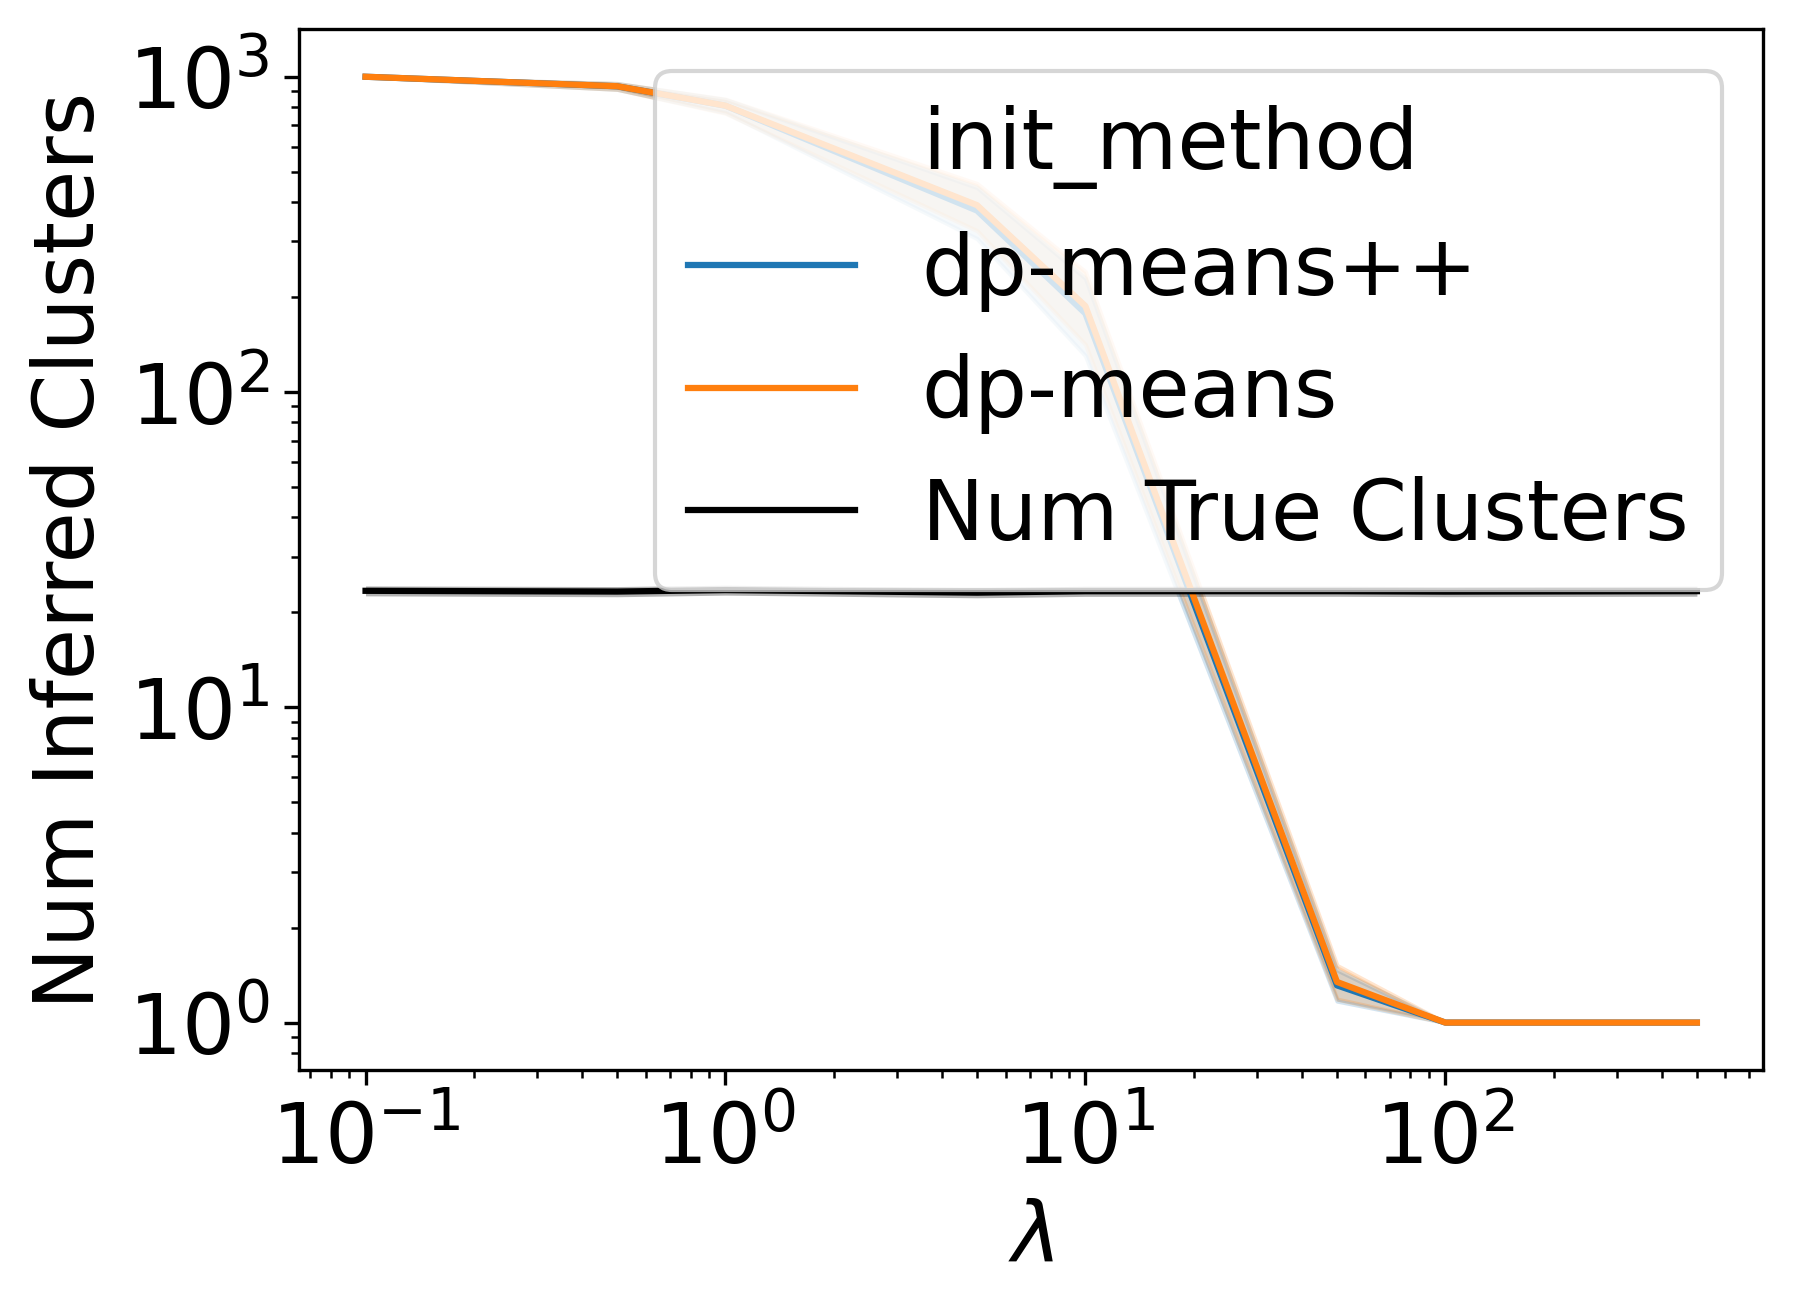 Num Inferred Clusters
10³
10²
10¹
10⁰
init_method
dp-means++
dp-means
Num True Clusters
10⁻¹ 10⁰ 10¹ 10²
λ